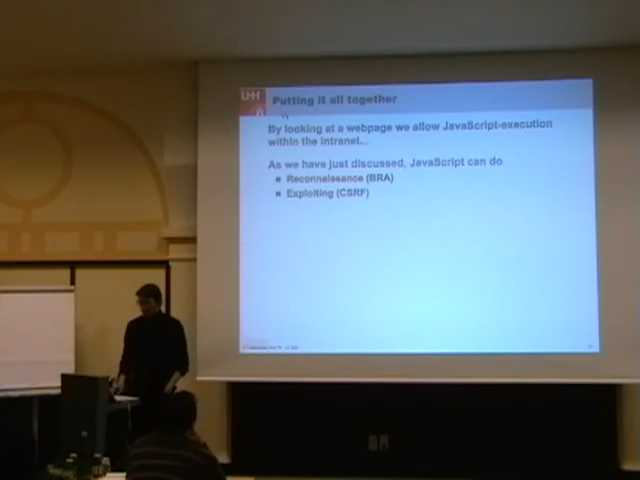 UH
Putting it all together
By looking at a webpage we allow JavaScript-execution
within the intranet...
As we have just discussed, JavaScript can do
Reconnaissance (BRA)
Exploiting (CSRF)